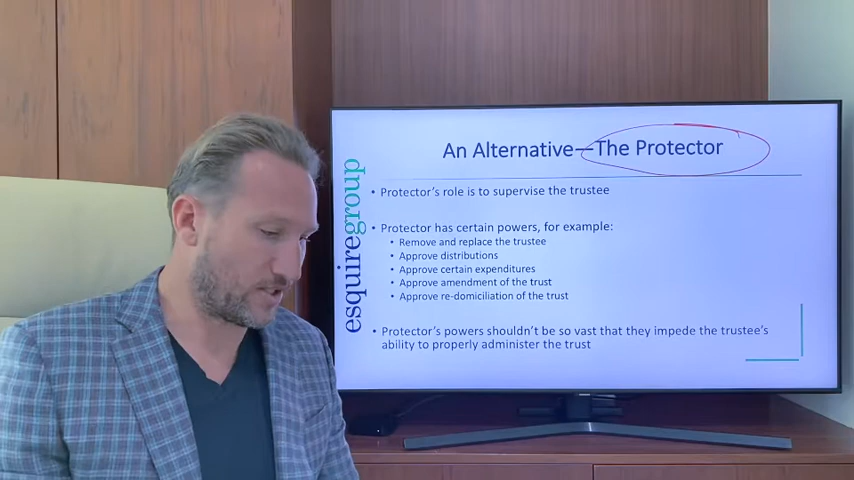 An Alternative—The Protector
esquiregroup
• Protector's role is to supervise the trustee
• Protector has certain powers, for example:
• Remove and replace the trustee
• Approve distributions
• Approve certain expenditures
• Approve amendment of the trust
• Approve re-domiciliation of the trust
• Protector's powers shouldn't be so vast that they impede the trustee's
ability to properly administer the trust